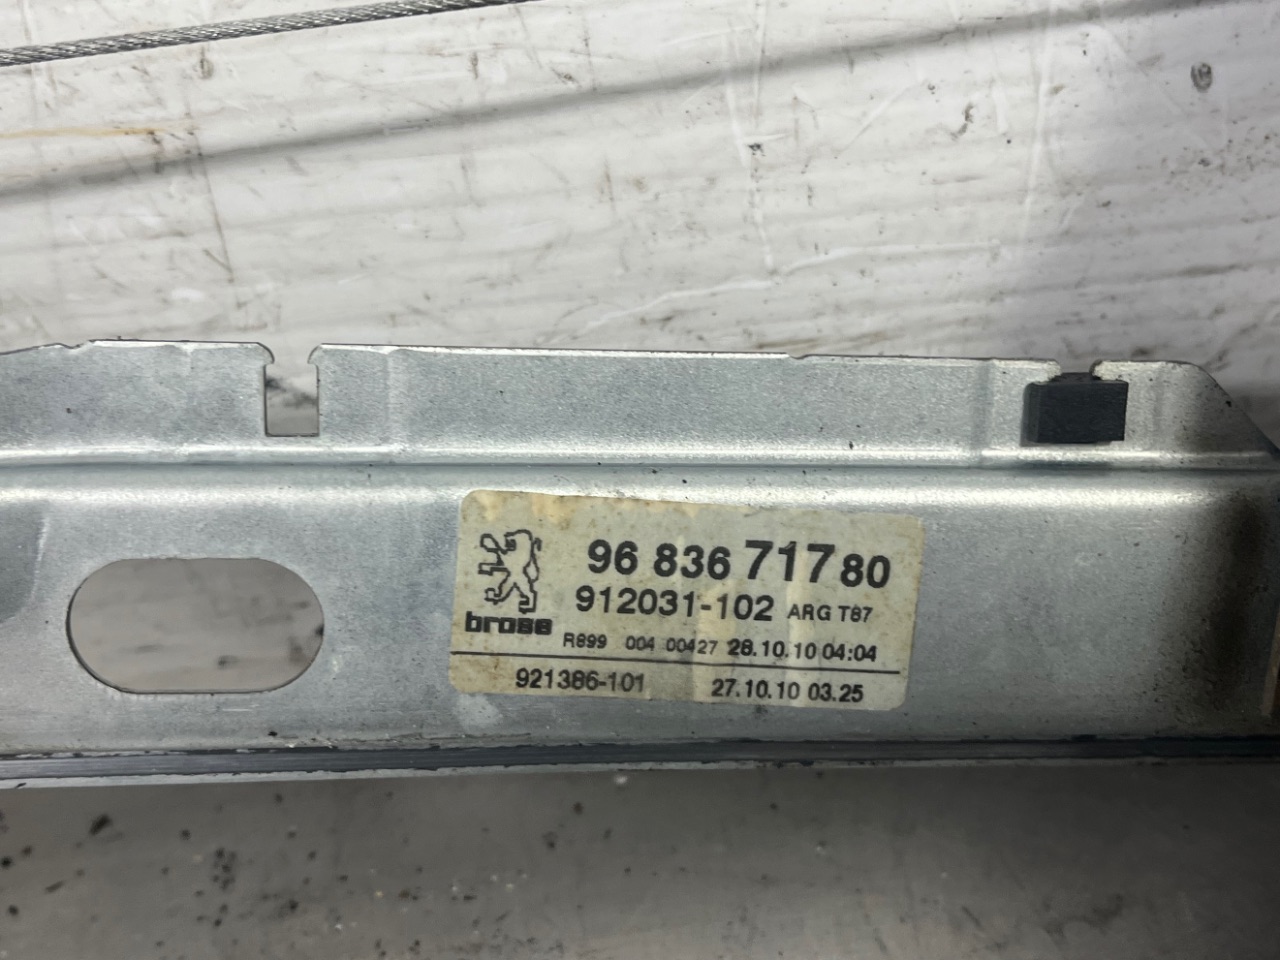 96 836 717 80
912031-102 ARG T87
brose
R899 004 00427 28.10.10 04:04
921386-101 27.10.10 03.25